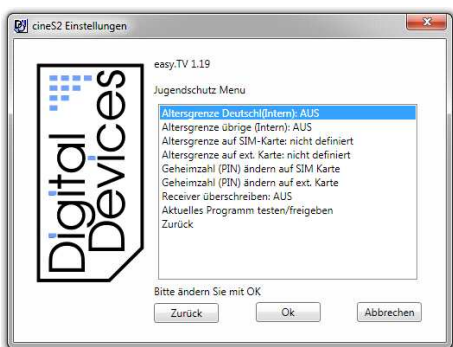 cineS2 Einstellungen
Digital
Devices
easy.TV 1.19
Jugendschutz Menu
Altersgrenze Deutschl(Intern): AUS
Altersgrenze übrige (Intern): AUS
Altersgrenze auf SIM-Karte: nicht definiert
Altersgrenze auf ext. Karte: nicht definiert
Geheimzahl (PIN) ändern auf SIM Karte
Geheimzahl (PIN) ändern auf ext. Karte
Receiver überschreiben: AUS
Aktuelles Programm testen/freigeben
Zurück
Bitte ändern Sie mit OK
Zurück
Ok
Abbrechen